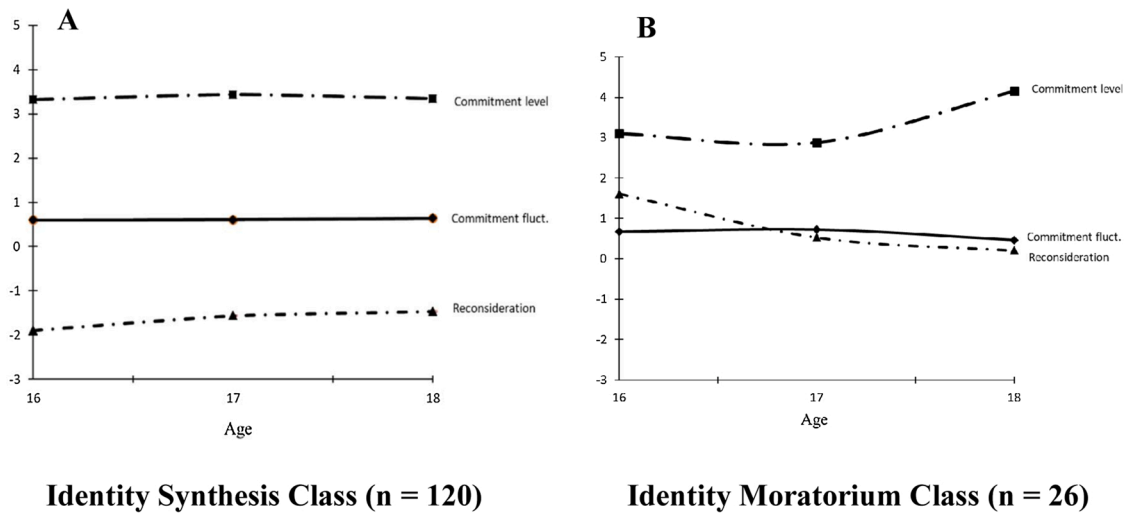 A
5
4
3
2
1
0
-1
-2
-3
16
17
18
Age
Commitment level
Commitment fluct.
Reconsideration
Identity Synthesis Class (n = 120)
B
5
5
4
3
2
1
0
-1
-2
-3
16
17
18
Age
Commitment level
Commitment fluct.
Reconsideration
Identity Moratorium Class (n = 26)